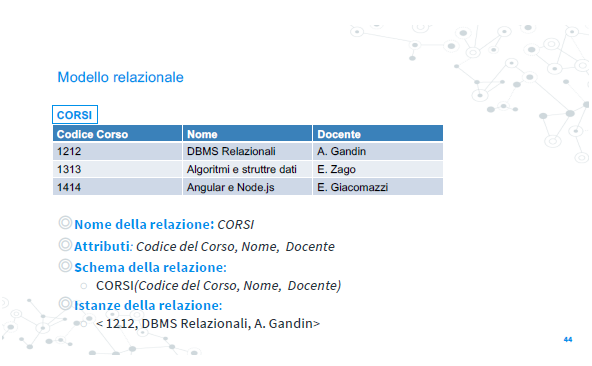 Modello relazionale
CORSI
Codice Corso Nome Docente
1212 DBMS Relazionali A. Gandin
1313 Algoritmi e struttre dati E. Zago
1414 Angular e Node.js E. Giacomazzi
Nome della relazione: CORSI
Attributi: Codice del Corso, Nome, Docente
Schema della relazione:
CORSI(Codice del Corso, Nome, Docente)
Istanze della relazione:
< 1212, DBMS Relazionali, A. Gandin>
44